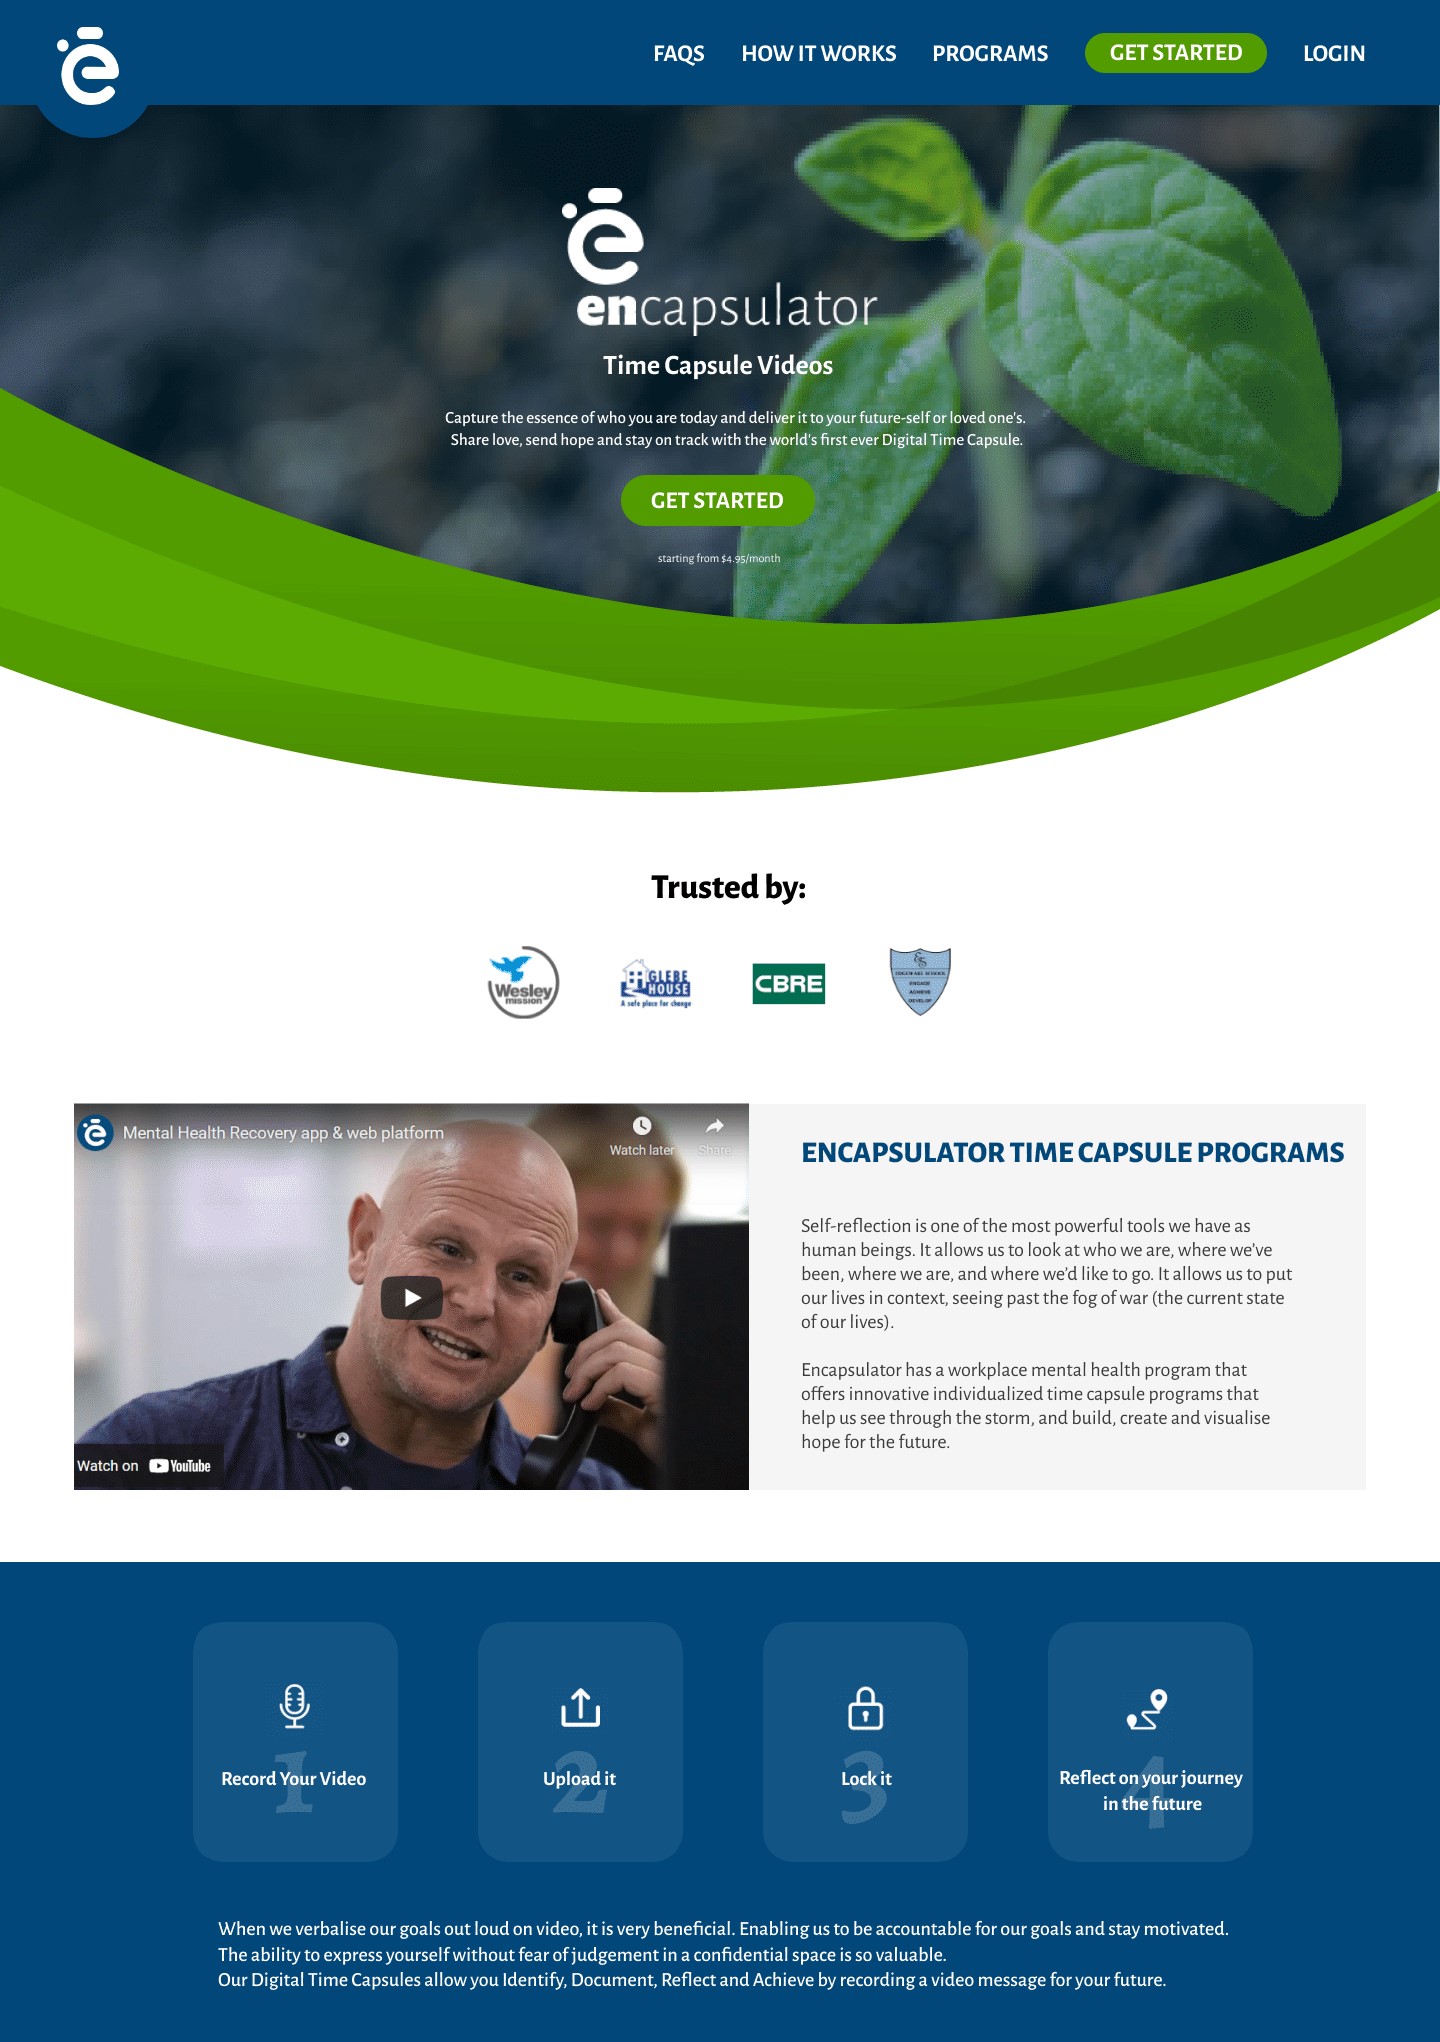 FAQS HOW IT WORKS PROGRAMS GET STARTED LOGIN
encapsulator
Time Capsule Videos
Capture the essence of who you are today and deliver it to your future-self or loved one's.
Share love, send hope and stay on track with the world's first ever Digital Time Capsule.
GET STARTED
starting from $4.95/month
Trusted by:
Wesley
mission
GLEBE
HOUSE
A safe place for change
CBRE
EDGEWARE SCHOOL
ENGAGE
ACHIEVE
DEVELOP
Mental Health Recovery app & web platform
Watch later
Share
Watch on YouTube
ENCAPSULATOR TIME CAPSULE PROGRAMS
Self-reflection is one of the most powerful tools we have as
human beings. It allows us to look at who we are, where we’ve
been, where we are, and where we’d like to go. It allows us to put
our lives in context, seeing past the fog of war (the current state
of our lives).
Encapsulator has a workplace mental health program that
offers innovative individualized time capsule programs that
help us see through the storm, and build, create and visualise
hope for the future.
1
Record Your Video
2
Upload it
3
Lock it
4
Reflect on your journey
in the future
When we verbalise our goals out loud on video, it is very beneficial. Enabling us to be accountable for our goals and stay motivated.
The ability to express yourself without fear of judgement in a confidential space is so valuable.
Our Digital Time Capsules allow you Identify, Document, Reflect and Achieve by recording a video message for your future.